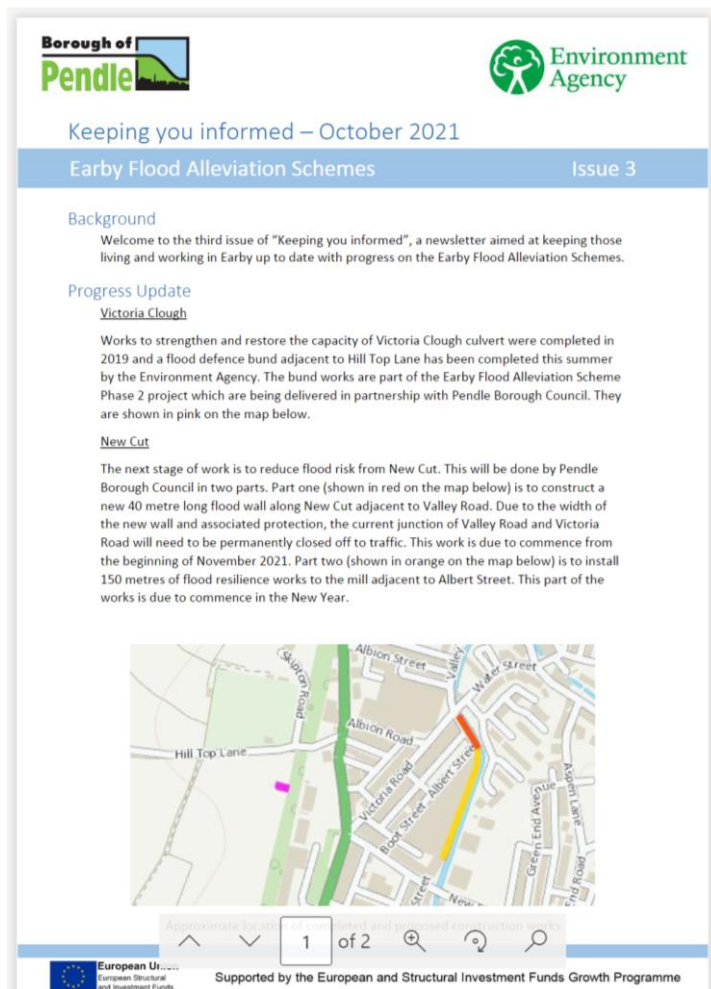 Borough of
Pendle
Environment
Agency
Keeping you informed – October 2021
Earby Flood Alleviation Schemes Issue 3
Background
Welcome to the third issue of “Keeping you informed”, a newsletter aimed at keeping those
living and working in Earby up to date with progress on the Earby Flood Alleviation Schemes.
Progress Update
Victoria Clough
Works to strengthen and restore the capacity of Victoria Clough culvert were completed in
2019 and a flood defence bund adjacent to Hill Top Lane has been completed this summer
by the Environment Agency. The bund works are part of the Earby Flood Alleviation Scheme
Phase 2 project which are being delivered in partnership with Pendle Borough Council. They
are shown in pink on the map below.
New Cut
The next stage of work is to reduce flood risk from New Cut. This will be done by Pendle
Borough Council in two parts. Part one (shown in red on the map below) is to construct a
new 40 metre long flood wall along New Cut adjacent to Valley Road. Due to the width of
the new wall and associated protection, the current junction of Valley Road and Victoria
Road will need to be permanently closed off to traffic. This work is due to commence from
the beginning of November 2021. Part two (shown in orange on the map below) is to install
150 metres of flood resilience works to the mill adjacent to Albert Street. This part of the
works is due to commence in the New Year.
Albion Street
Valley
Water Street
Skipton Road
Albion Road
Hill Top Lane
Victoria Road
Boot Street
Albert Street
Green End Avenue
Aspen Lane
End Road
Street
New
Approximate location of completed and proposed construction works
1 of 2
European Union
European Structural
and Investment Funds
Supported by the European and Structural Investment Funds Growth Programme